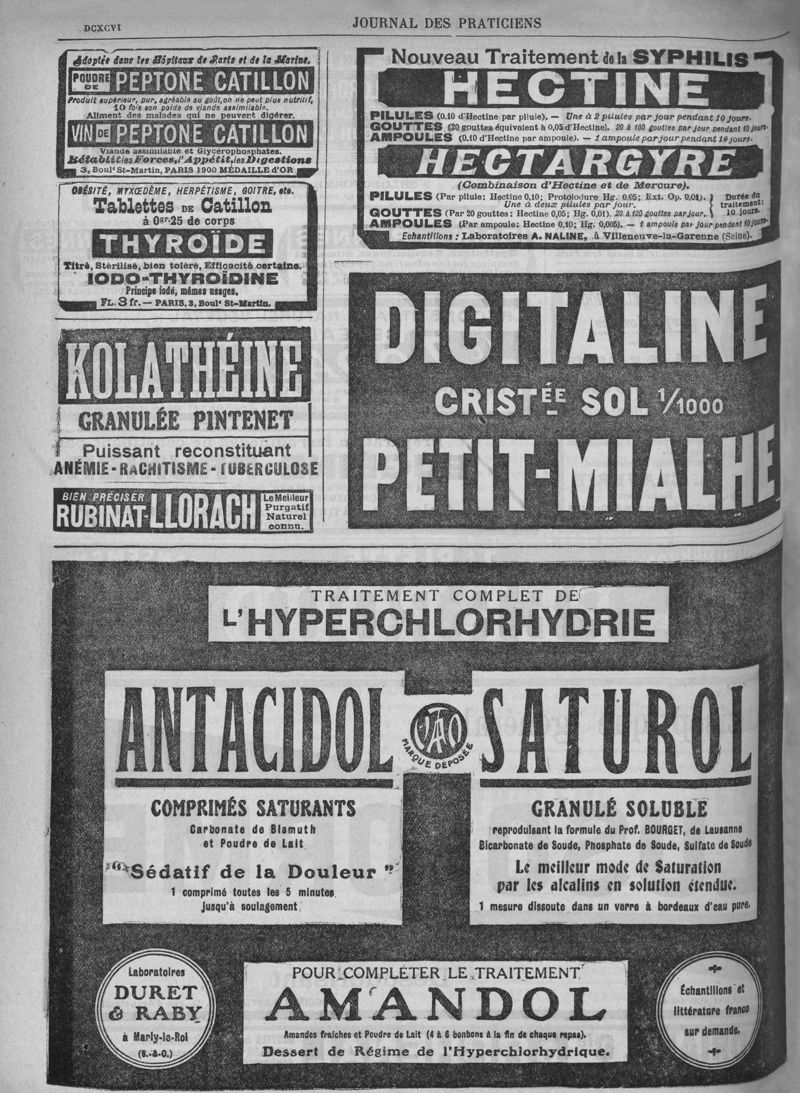 DCXCVI
JOURNAL DES PRATICIENS
Adoptée dans les Hôpitaux de Paris et de la Marine.
POUDRE DE PEPTONE CATILLON
Produit supérieur, pur, agréable au goût, on ne peut plus nutritif,
10 fois son poids de viande assimilable.
Aliment des malades qui ne peuvent digérer.
VIN DE PEPTONE CATILLON
Viande assimilable et Glycérophosphates.
Rétablit les Forces, l'Appétit, les Digestions
3, Boulᵈ St-Martin, PARIS 1900 MÉDAILLE D'OR
OBÉSITÉ, MYXŒDÈME, HERPÉTISME, GOITRE, etc.
Tablettes DE Catillon
à 0gr.25 de corps
THYROÏDE
Titré, Stérilisé, bien toléré, Efficacité certaine.
IODO-THYROÏDINE
Principe iodé, mêmes usages.
FL. 3 fr. — PARIS, 3, Boulᵈ St-Martin.
KOLATHÉINE
GRANULÉE PINTENET
Puissant reconstituant
ANÉMIE - RACHITISME - TUBERCULOSE
BIEN PRÉCISER
RUBINAT-LLORACH
Le Meilleur
Purgatif
Naturel
connu.
Nouveau Traitement de la SYPHILIS
HECTINE
PILULES (0.10 d'Hectine par pilule). — Une à 2 pilules par jour pendant 10 jours.
GOUTTES (20 gouttes équivalent à 0,05 d'Hectine). 20 à 100 gouttes par jour pendant 10 jours.
AMPOULES (0.10 d'Hectine par ampoule). — 1 ampoule par jour pendant 10 jours.
HECTARGYRE
(Combinaison d'Hectine et de Mercure).
PILULES (Par pilule: Hectine 0,10; Protoiodure Hg. 0,05; Ext. Op. 0,01).
Une à deux pilules par jour.
GOUTTES (Par 20 gouttes: Hectine 0,05; Hg. 0,01). 20 à 100 gouttes par jour.
Durée du
traitement:
10 jours.
AMPOULES (Par ampoule: Hectine 0,10; Hg. 0,005). — 1 ampoule par jour pendant 10 jours.
Echantillons: Laboratoires A. NALINE, à Villeneuve-la-Garenne (Seine).
DIGITALINE
CRISTÉE SOL 1/1000
PETIT-MIALHE
TRAITEMENT COMPLET DE
L'HYPERCHLORHYDRIE
ANTACIDOL
MARQUE DÉPOSÉE
SATUROL
COMPRIMÉS SATURANTS
Carbonate de Bismuth
et Poudre de Lait
"Sédatif de la Douleur"
1 comprimé toutes les 5 minutes
jusqu'à soulagement
GRANULÉ SOLUBLE
reproduisant la formule du Prof. BOURGET, de Lausanne
Bicarbonate de Soude, Phosphate de Soude, Sulfate de Soude
Le meilleur mode de Saturation
par les alcalins en solution étendue.
1 mesure dissoute dans un verre à bordeaux d'eau pure.
Laboratoires
DURET
& RABY
à Marly-le-Roi
(S.-à-O.)
POUR COMPLÉTER LE TRAITEMENT
AMANDOL
Amandes fraîches et Poudre de Lait (4 à 6 bonbons à la fin de chaque repas).
Dessert de Régime de l'Hyperchlorhydrique.
Échantillons et
littérature franco
sur demande.